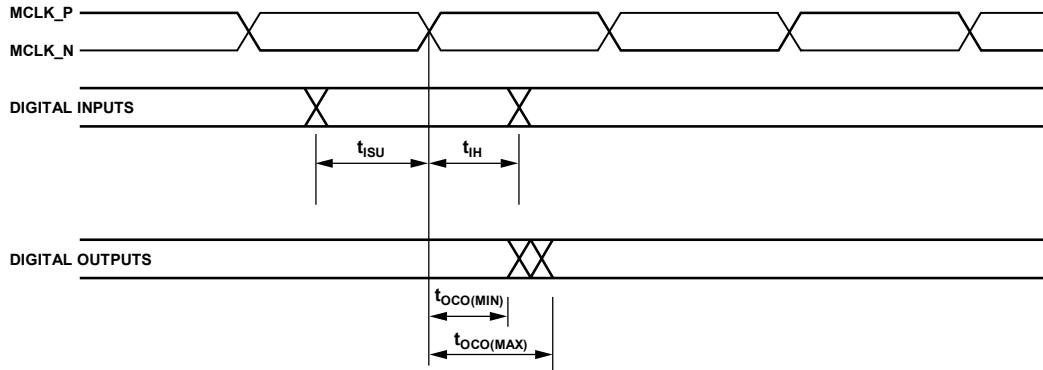 MCLK_P
MCLK_N
DIGITAL INPUTS
tISU
tIH
DIGITAL OUTPUTS
tOCO(MIN)
tOCO(MAX)